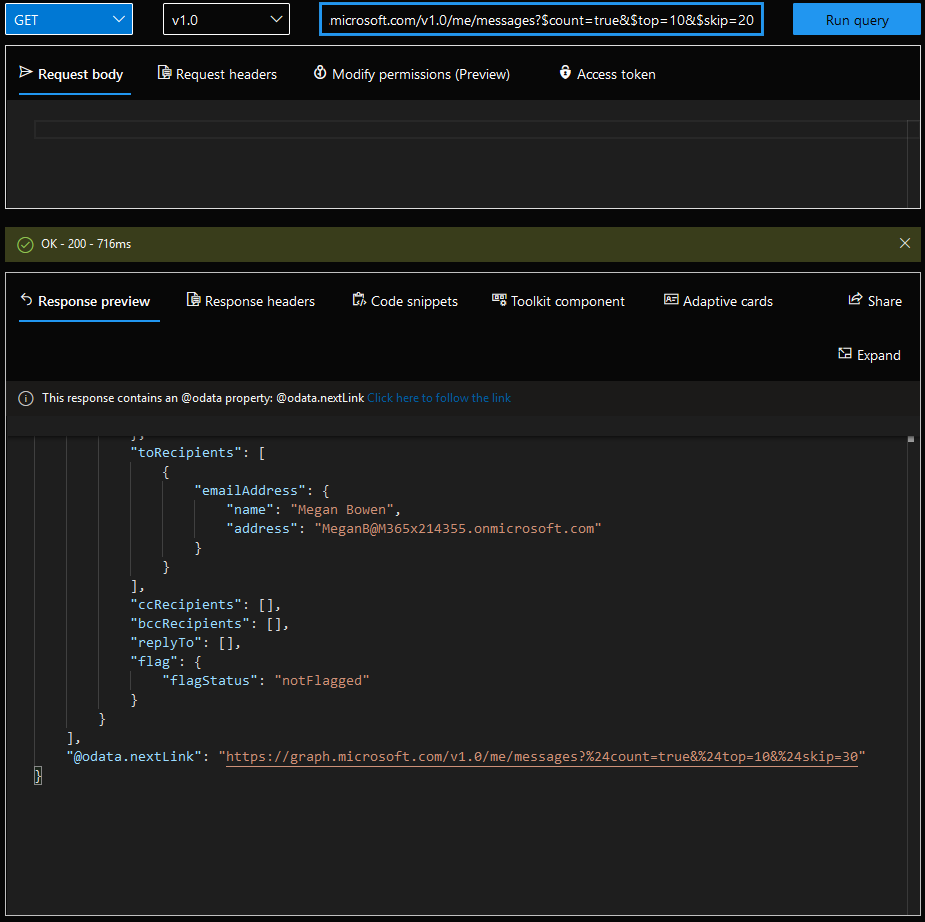 GET v1.0 microsoft.com/v1.0/me/messages?$count=true&$top=10&$skip=20 Run query
Request body Request headers Modify permissions (Preview) Access token
OK - 200 - 716ms
Response preview Response headers Code snippets Toolkit component Adaptive cards Share
Expand
This response contains an @odata property: @odata.nextLink Click here to follow the link
],
"toRecipients": [
{
"emailAddress": {
"name": "Megan Bowen",
"address": "MeganB@M365x214355.onmicrosoft.com"
}
}
],
"ccRecipients": [],
"bccRecipients": [],
"replyTo": [],
"flag": {
"flagStatus": "notFlagged"
}
}
],
"@odata.nextLink": "https://graph.microsoft.com/v1.0/me/messages?%24count=true&%24top=10&%24skip=30"
}